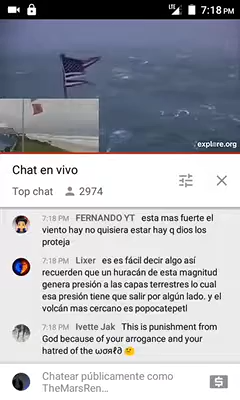 LTE 7:18 PM
explore.org
Chat en vivo
Top chat 2974
7:18 PM FERNANDO YT esta mas fuerte el
viento hay no quisiera estar hay q dios los
proteja
7:18 PM Lixer es es fácil decir algo así
recuerden que un huracán de esta magnitud
genera presión a las capas terrestres lo cual
esa presión tiene que salir por algún lado. y el
volcán mas cercano es popocatepetl
7:18 PM Ivette Jak This is punishment from
God because of your arrogance and your
hatred of the ɯσяℓ∂
Chatear públicamente como
TheMarsRen...